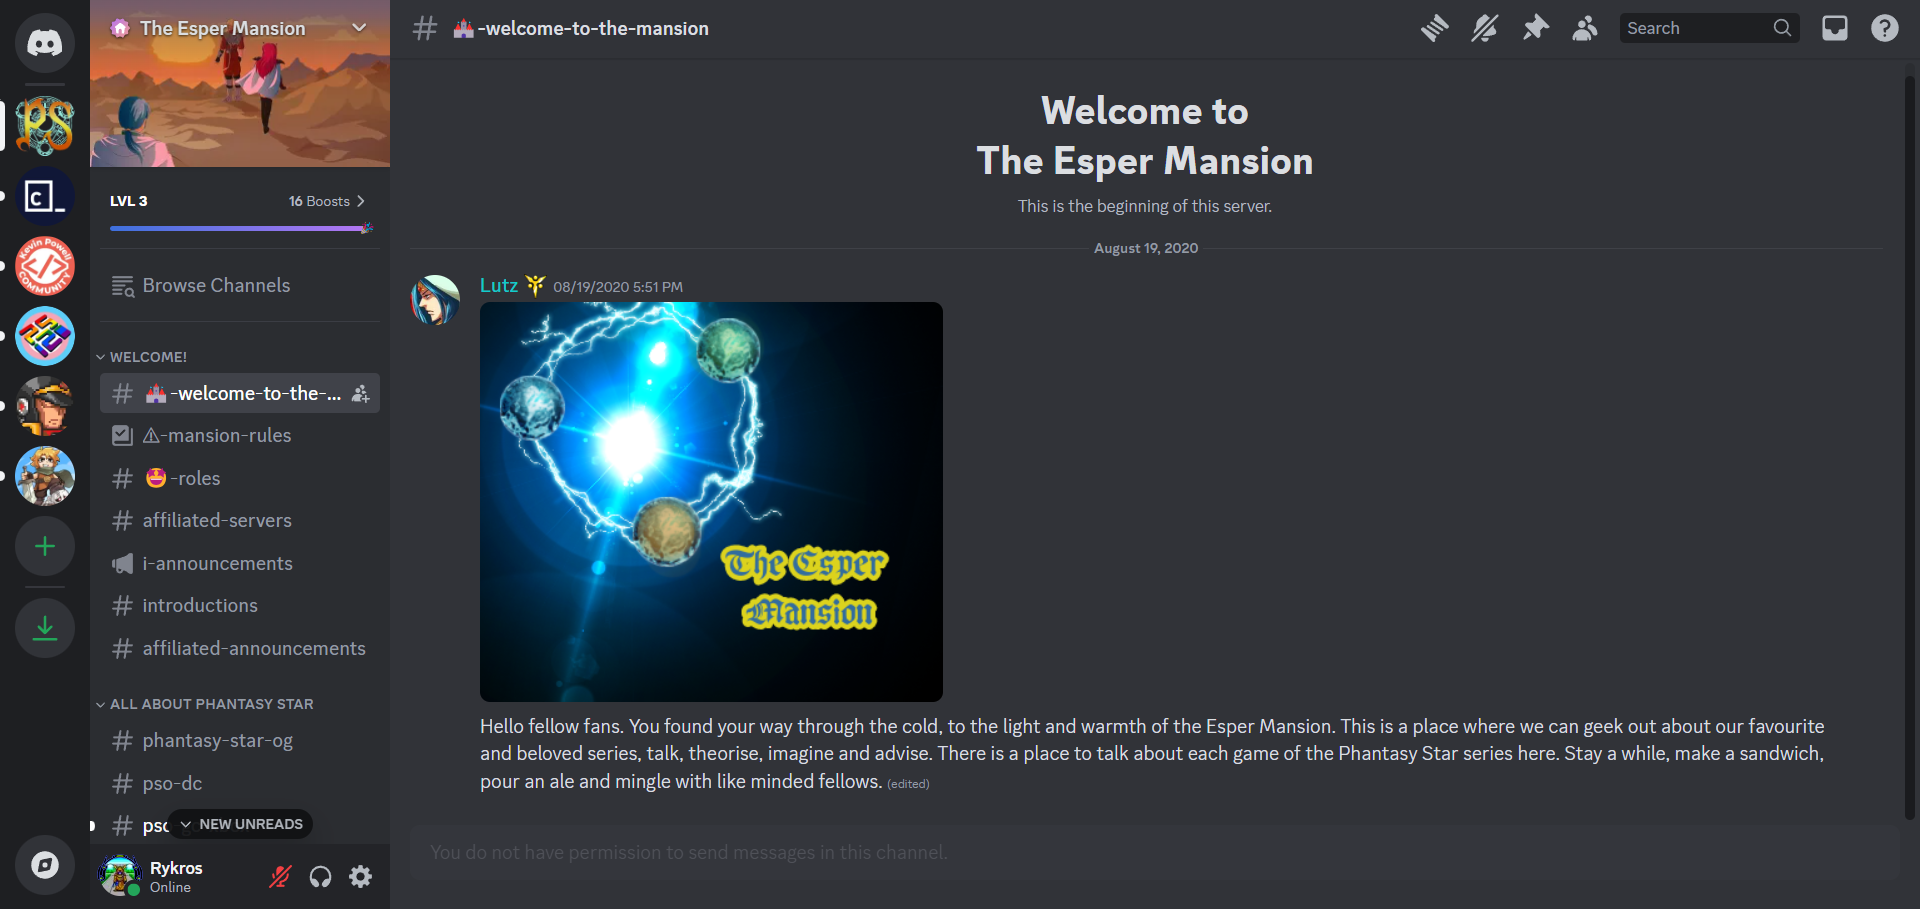 The Esper Mansion
LVL 3
16 Boosts
Browse Channels
WELCOME!
-welcome-to-the-...
-mansion-rules
-roles
affiliated-servers
i-announcements
introductions
affiliated-announcements
ALL ABOUT PHANTASY STAR
phantasy-star-og
pso-dc
NEW UNREADS
Rykros
Online
-welcome-to-the-mansion
Search
Welcome to
The Esper Mansion
This is the beginning of this server.
August 19, 2020
Lutz 08/19/2020 5:51 PM
The Esper
Mansion
Hello fellow fans. You found your way through the cold, to the light and warmth of the Esper Mansion. This is a place where we can geek out about our favourite
and beloved series, talk, theorise, imagine and advise. There is a place to talk about each game of the Phantasy Star series here. Stay a while, make a sandwich,
pour an ale and mingle with like minded fellows. (edited)
You do not have permission to send messages in this channel.
PS
c_
Kevin Powell
COMMUNITY